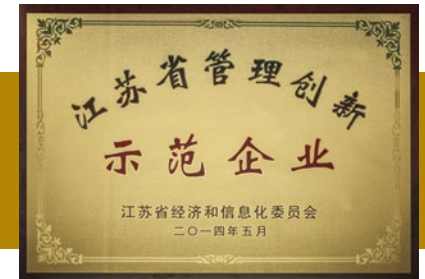 江苏省管理创新
示范企业
江苏省经济和信息化委员会
二〇一四年五月